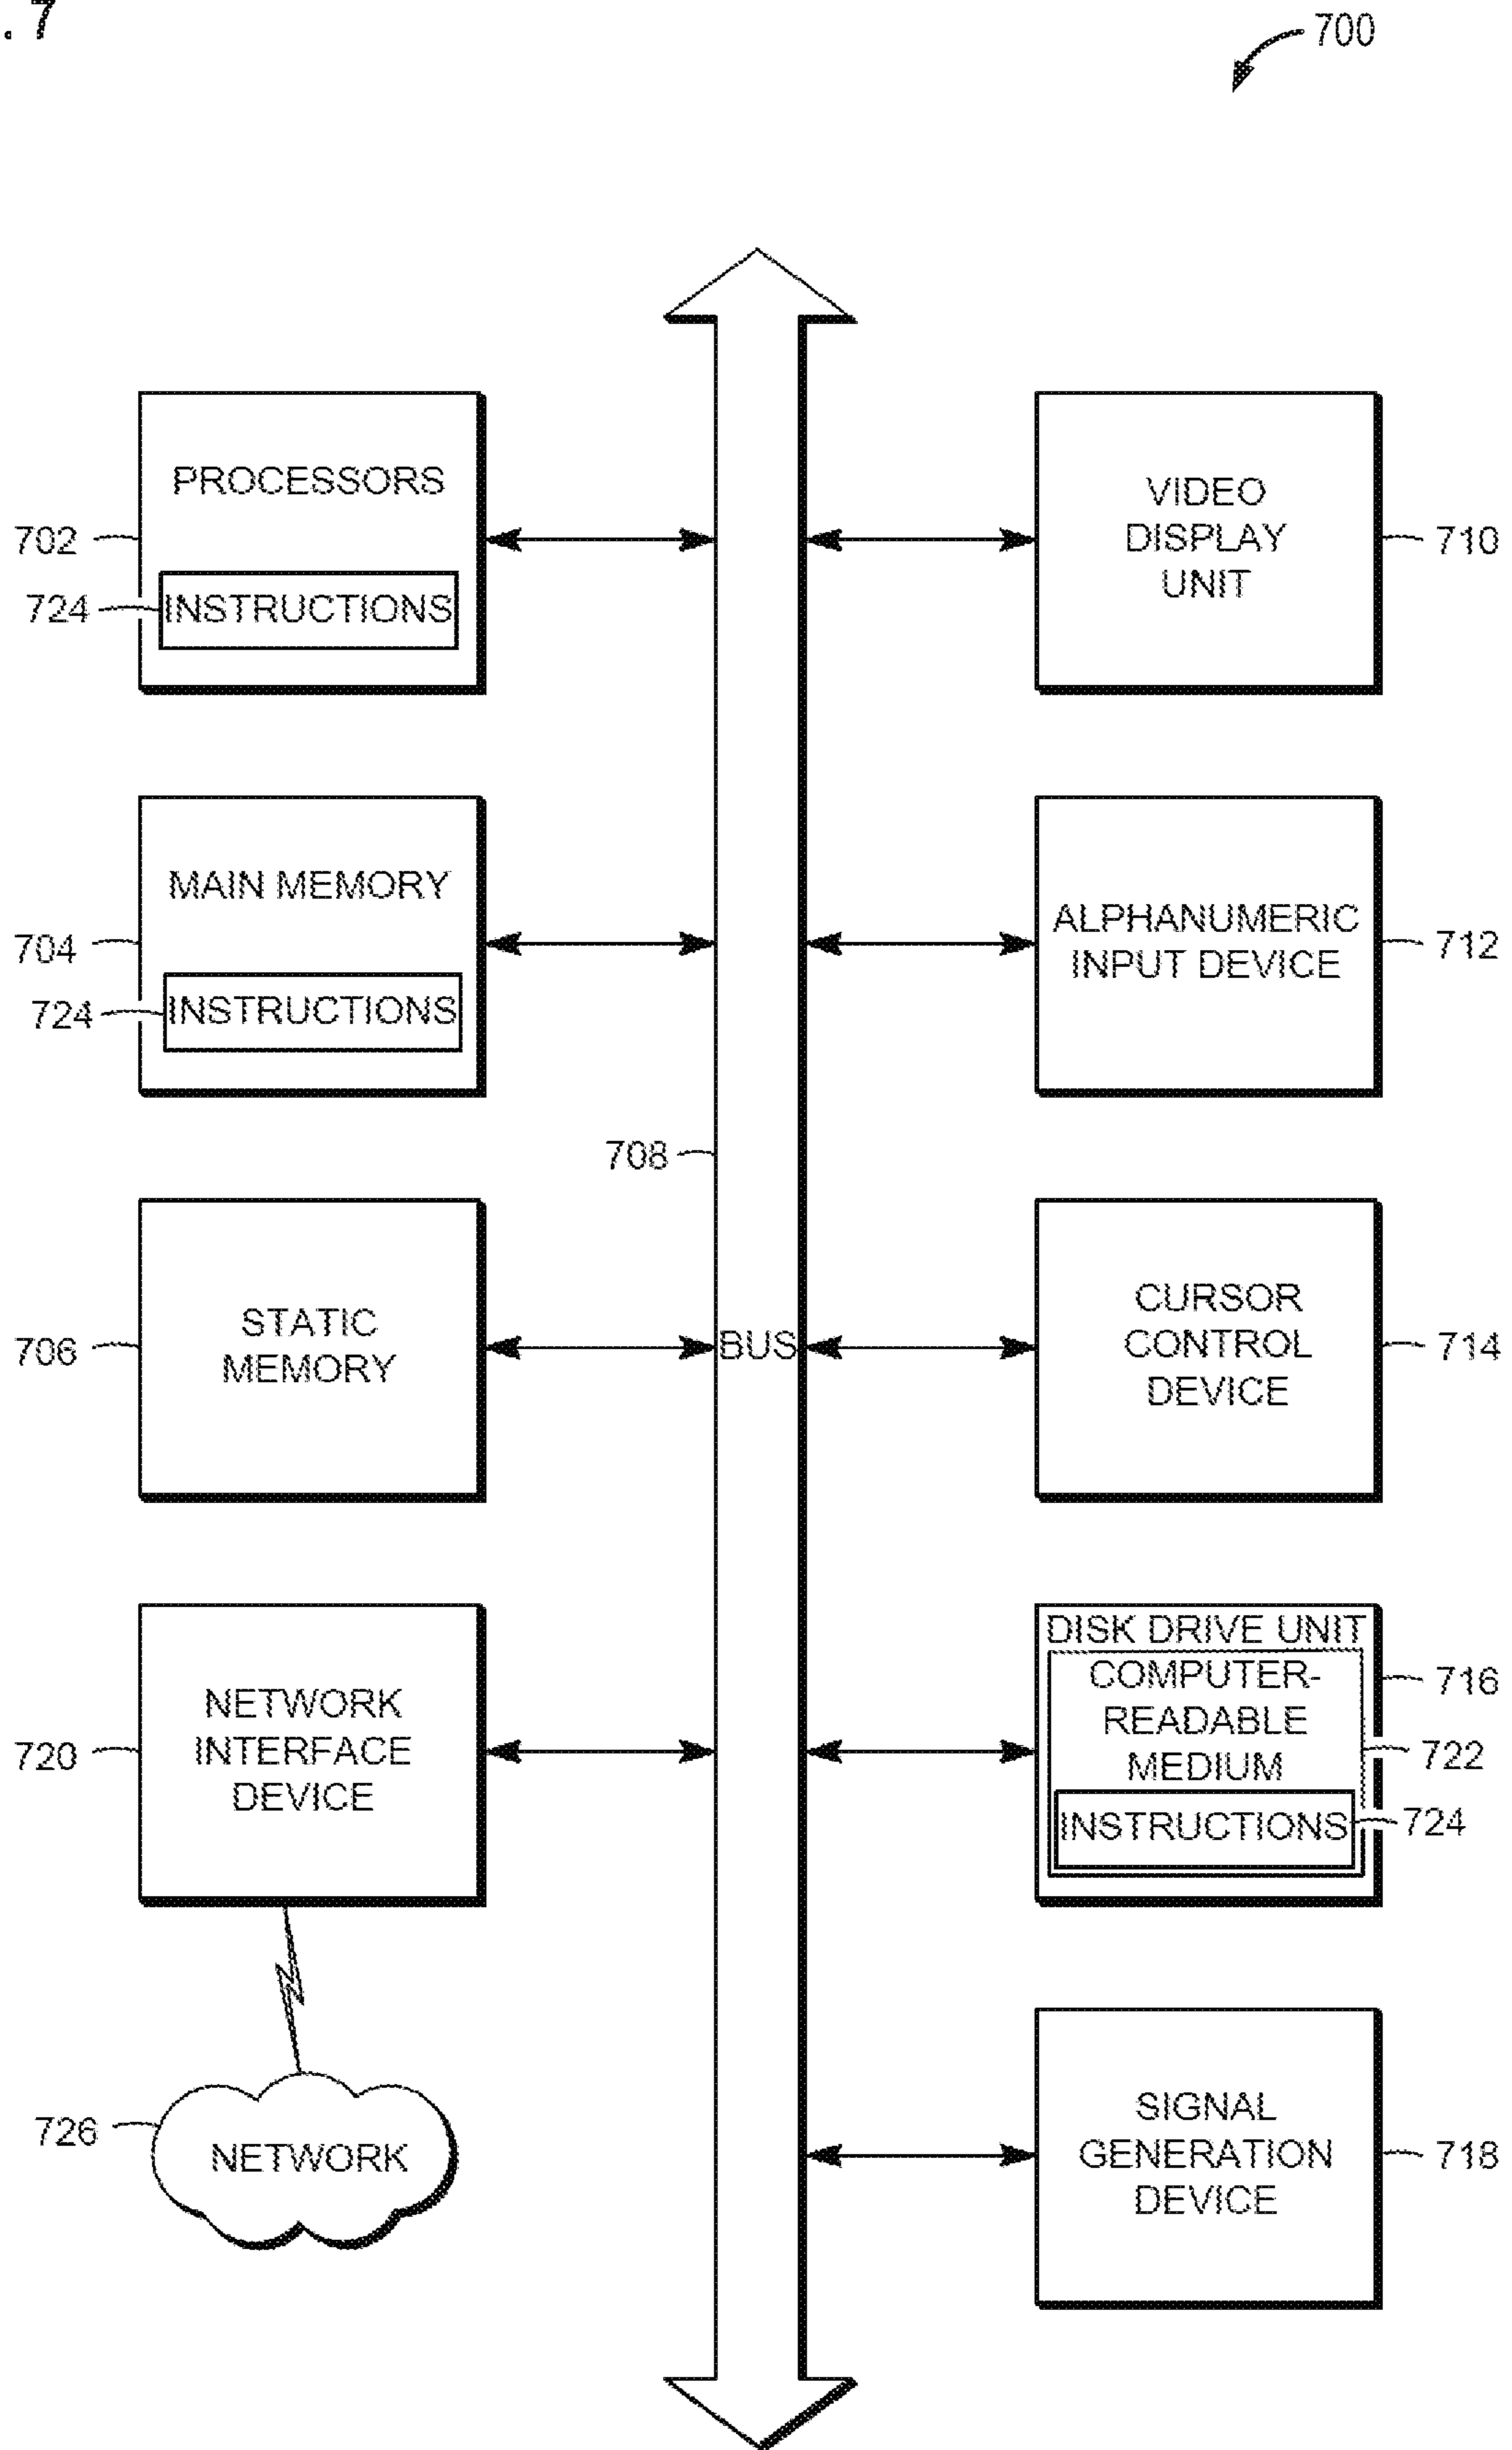 . 7
700
PROCESSORS
702
724
INSTRUCTIONS
MAIN MEMORY
704
724
INSTRUCTIONS
708
STATIC
MEMORY
706
BUS
NETWORK
INTERFACE
DEVICE
720
726
NETWORK
VIDEO
DISPLAY
UNIT
710
ALPHANUMERIC
INPUT DEVICE
712
CURSOR
CONTROL
DEVICE
714
DISK DRIVE UNIT
COMPUTER-
READABLE
MEDIUM
716
722
INSTRUCTIONS
724
SIGNAL
GENERATION
DEVICE
718